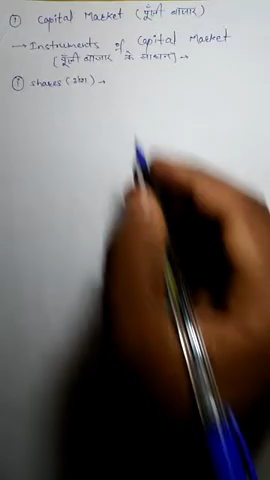 ① Capital Market (पूँजी बाजार)
→ Instruments of Capital Market
[पूँजी बाजार के साधन] →
① shares (अंश) →